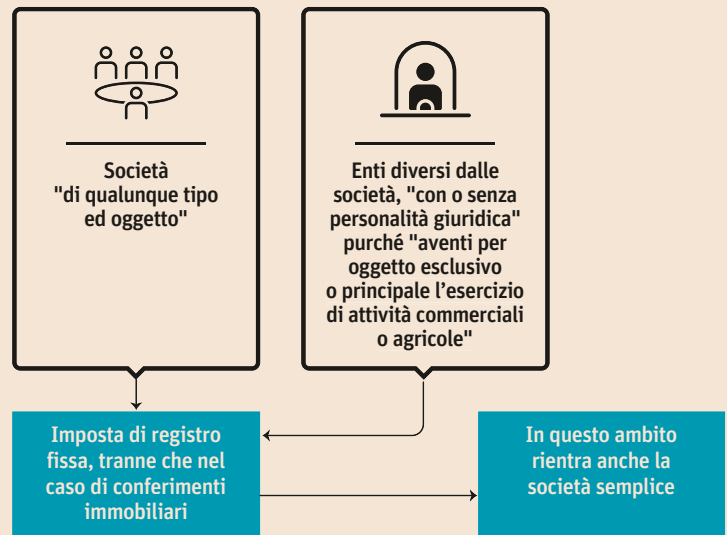 Società
"di qualunque tipo
ed oggetto"
Enti diversi dalle
società, "con o senza
personalità giuridica"
purché "aventi per
oggetto esclusivo
o principale l'esercizio
di attività commerciali
o agricole"
Imposta di registro
fissa, tranne che nel
caso di conferimenti
immobiliari
In questo ambito
rientra anche la
società semplice